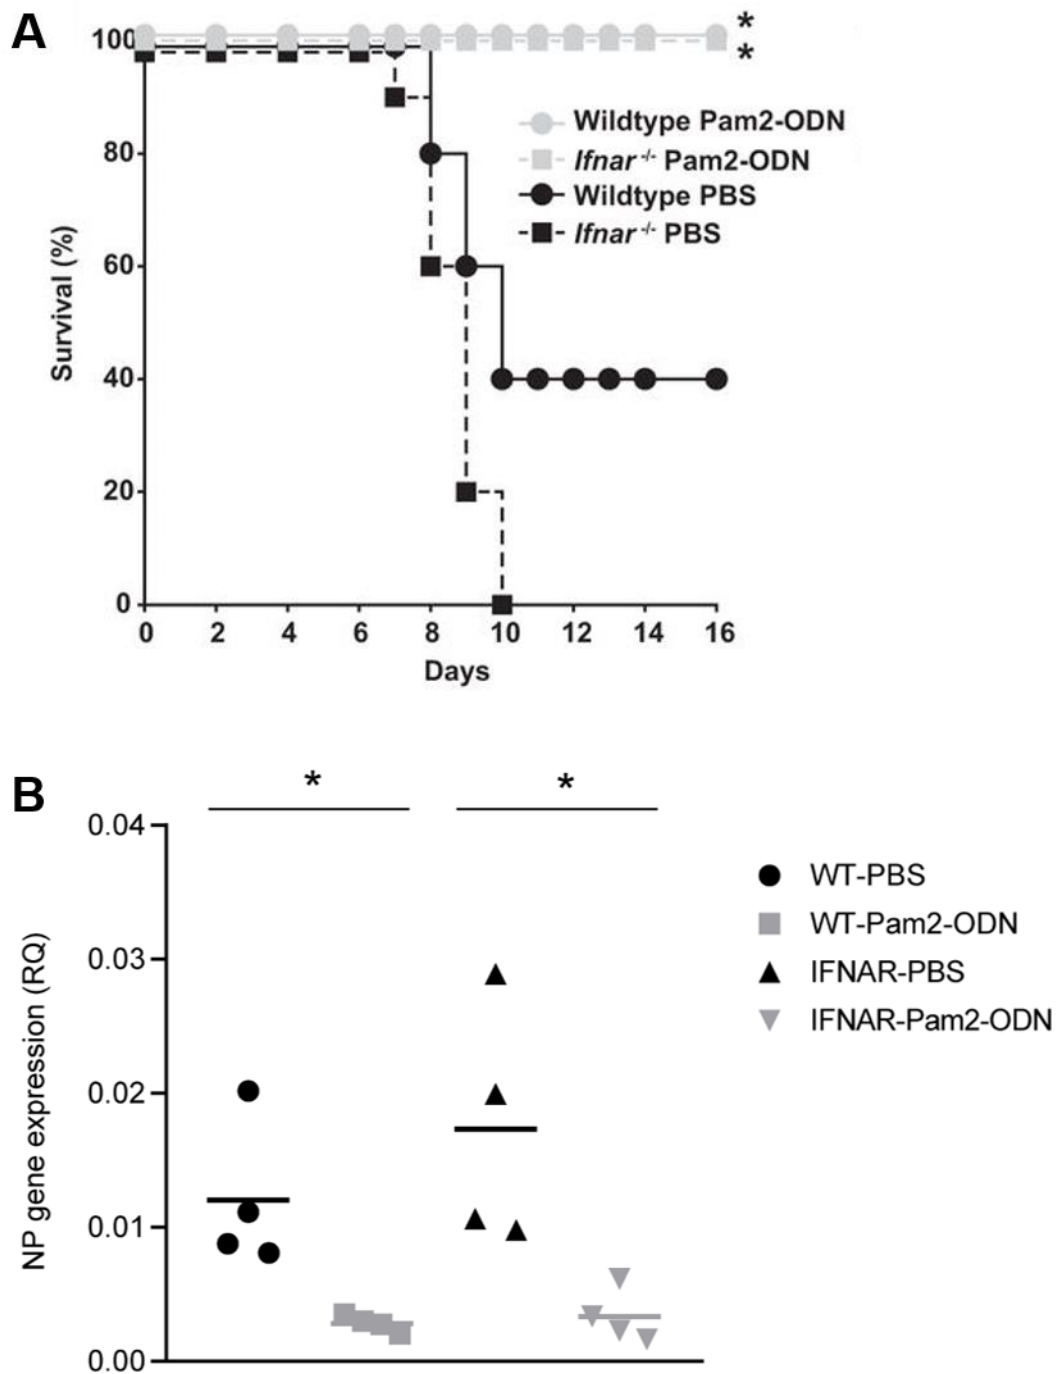 A
100
80
60
40
20
0
Survival (%)
0 2 4 6 8 10 12 14 16
Days
*
*
Wildtype Pam2-ODN
Ifnar -/- Pam2-ODN
Wildtype PBS
Ifnar -/- PBS
B
* *
0.04
0.03
0.02
0.01
0.00
NP gene expression (RQ)
WT-PBS
WT-Pam2-ODN
IFNAR-PBS
IFNAR-Pam2-ODN